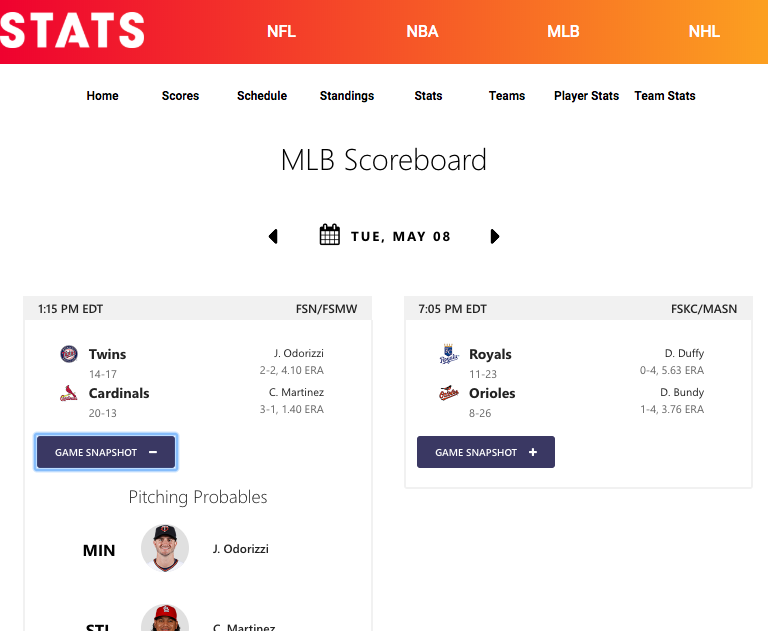 STATS
NFL NBA MLB NHL
Home Scores Schedule Standings Stats Teams Player Stats Team Stats
MLB Scoreboard
TUE, MAY 08
1:15 PM EDT FSN/FSMW
Twins J. Odorizzi
14-17 2-2, 4.10 ERA
Cardinals C. Martinez
20-13 3-1, 1.40 ERA
GAME SNAPSHOT −
Pitching Probables
MIN J. Odorizzi
STL C. Martinez
7:05 PM EDT FSKC/MASN
Royals D. Duffy
11-23 0-4, 5.63 ERA
Orioles D. Bundy
8-26 1-4, 3.76 ERA
GAME SNAPSHOT +